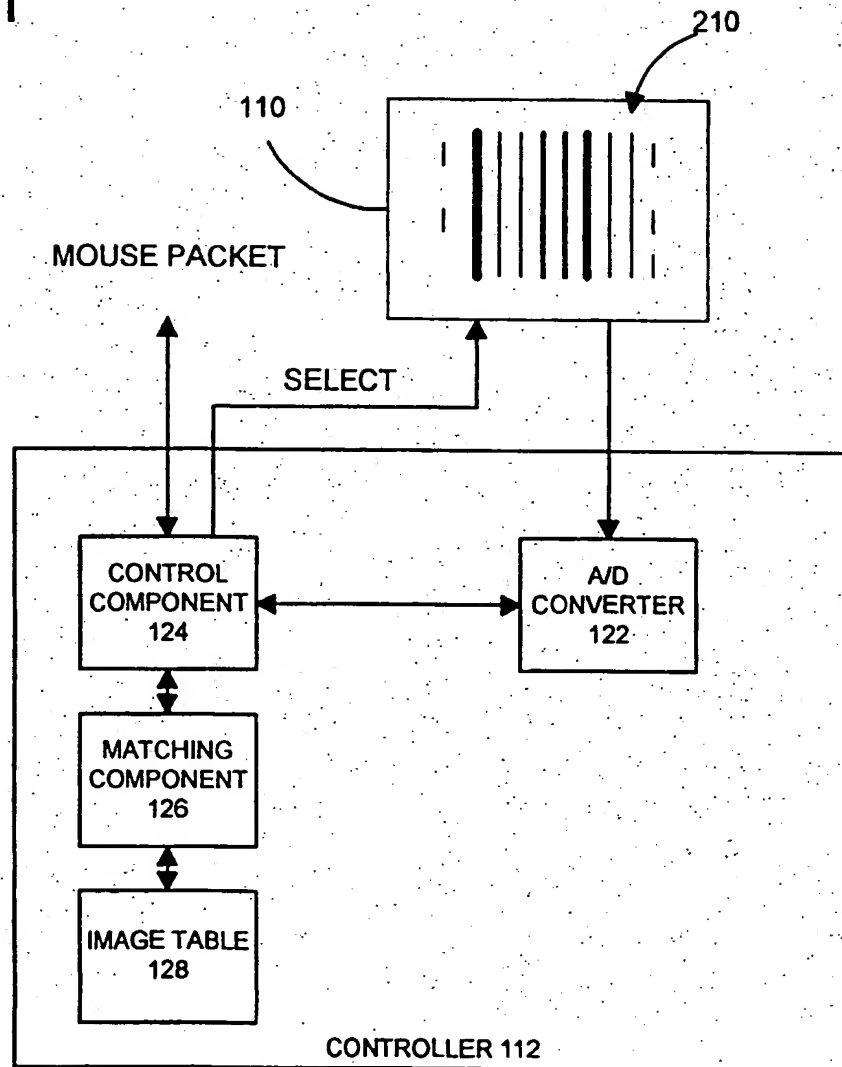 210
110
MOUSE PACKET
SELECT
CONTROL
COMPONENT
124
A/D
CONVERTER
122
MATCHING
COMPONENT
126
IMAGE TABLE
128
CONTROLLER 112